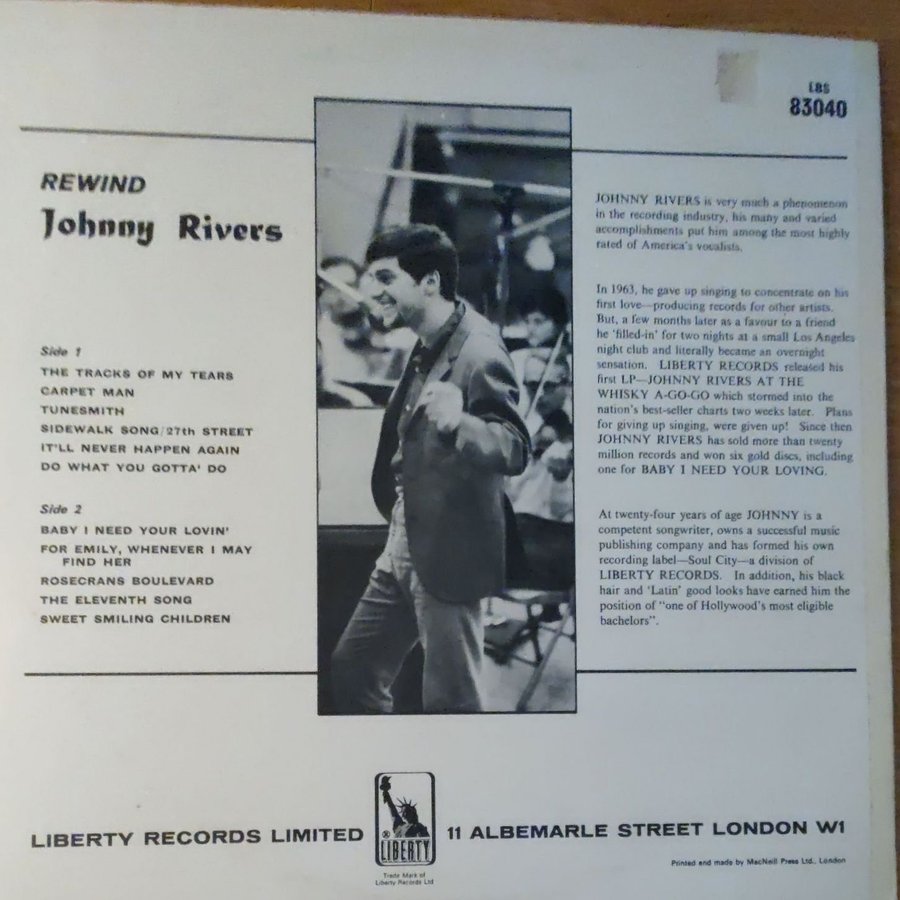 LBS
83040
REWIND
Johnny Rivers
Side 1
THE TRACKS OF MY TEARS
CARPET MAN
TUNESMITH
SIDEWALK SONG/27th STREET
IT'LL NEVER HAPPEN AGAIN
DO WHAT YOU GOTTA' DO
Side 2
BABY I NEED YOUR LOVIN'
FOR EMILY, WHENEVER I MAY
FIND HER
ROSECRANS BOULEVARD
THE ELEVENTH SONG
SWEET SMILING CHILDREN
JOHNNY RIVERS is very much a phenomenon
in the recording industry, his many and varied
accomplishments put him among the most highly
rated of America's vocalists.
In 1963, he gave up singing to concentrate on his
first love—producing records for other artists.
But, a few months later as a favour to a friend
he 'filled-in' for two nights at a small Los Angeles
night club and literally became an overnight
sensation. LIBERTY RECORDS released his
first LP—JOHNNY RIVERS AT THE
WHISKY A-GO-GO which stormed into the
nation's best-seller charts two weeks later. Plans
for giving up singing, were given up! Since then
JOHNNY RIVERS has sold more than twenty
million records and won six gold discs, including
one for BABY I NEED YOUR LOVING.
At twenty-four years of age JOHNNY is a
competent songwriter, owns a successful music
publishing company and has formed his own
recording label—Soul City—a division of
LIBERTY RECORDS. In addition, his black
hair and 'Latin' good looks have earned him the
position of "one of Hollywood's most eligible
bachelors".
LIBERTY RECORDS LIMITED
® LIBERTY
Trade Mark of
Liberty Records Ltd
11 ALBEMARLE STREET LONDON W1
Printed and made by MacNeill Press Ltd., London